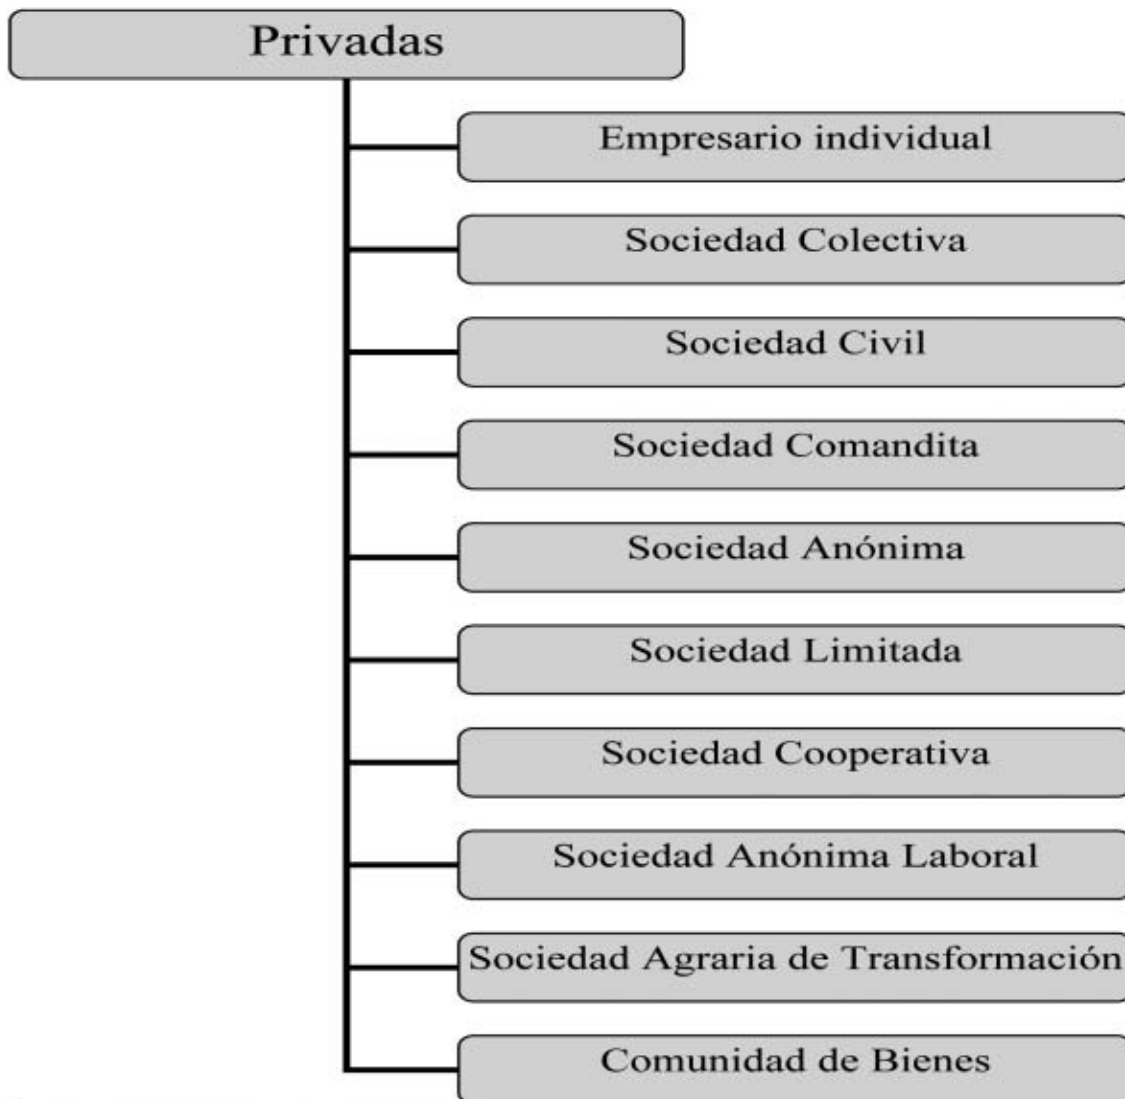 Privadas
Empresario individual
Sociedad Colectiva
Sociedad Civil
Sociedad Comandita
Sociedad Anónima
Sociedad Limitada
Sociedad Cooperativa
Sociedad Anónima Laboral
Sociedad Agraria de Transformación
Comunidad de Bienes